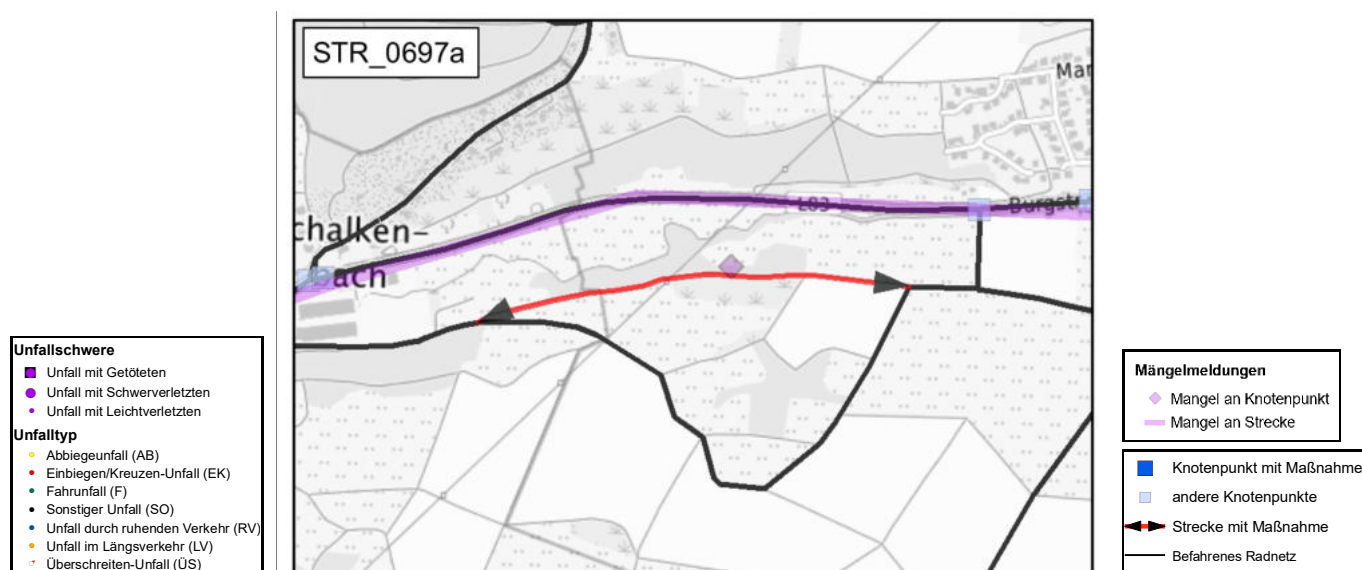 STR_0697a
Mar
L83
Burgstr
chalken-
bach
Unfallschwere
Unfall mit Getöteten
Unfall mit Schwerverletzten
Unfall mit Leichtverletzten
Unfalltyp
Abbiegeunfall (AB)
Einbiegen/Kreuzen-Unfall (EK)
Fahrunfall (F)
Sonstiger Unfall (SO)
Unfall durch ruhenden Verkehr (RV)
Unfall im Längsverkehr (LV)
Überschreiten-Unfall (ÜS)
Mängelmeldungen
Mangel an Knotenpunkt
Mangel an Strecke
Knotenpunkt mit Maßnahme
andere Knotenpunkte
Strecke mit Maßnahme
Befahrenes Radnetz